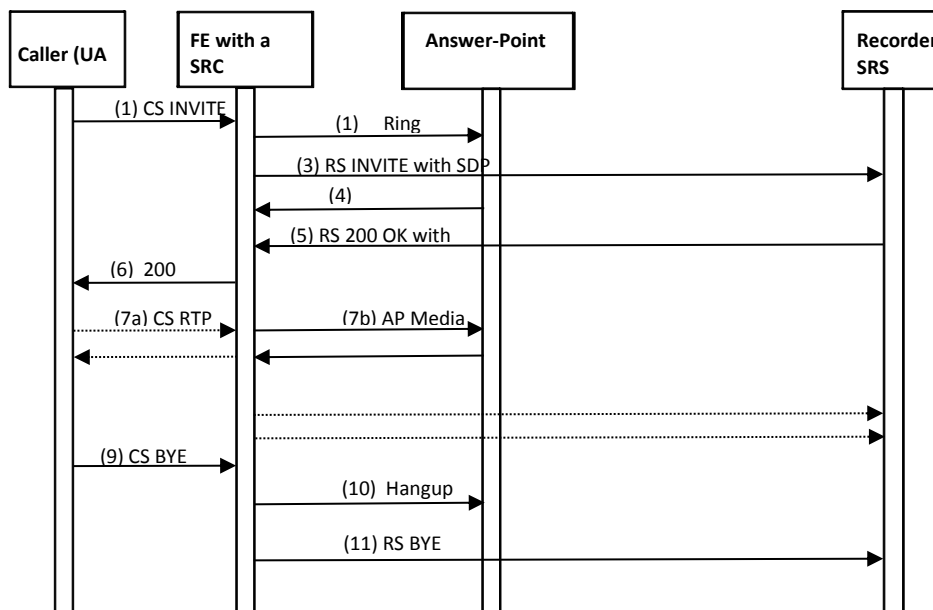 Caller (UA
FE with a
SRC
Answer-Point
Recorder
SRS
(1) CS INVITE
(1) Ring
(3) RS INVITE with SDP
(4)
(5) RS 200 OK with
(6) 200
(7a) CS RTP
(7b) AP Media
(9) CS BYE
(10) Hangup
(11) RS BYE